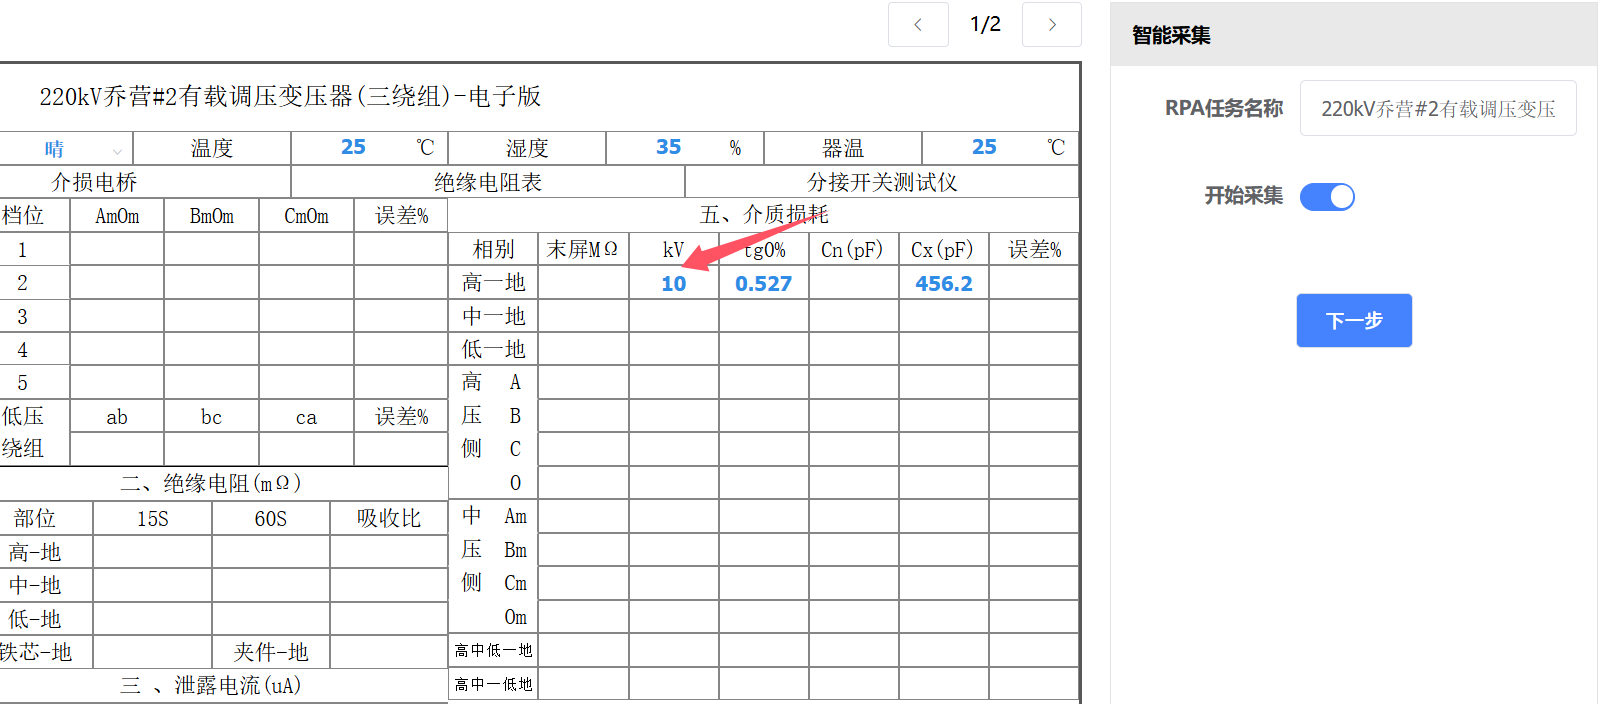 1/2
智能采集
220kV乔营#2有载调压变压器(三绕组)-电子版
RPA任务名称 220kV乔营#2有载调压变压
晴 温度 25 ℃ 湿度 35 % 器温 25 ℃
介损电桥 绝缘电阻表 分接开关测试仪
开始采集
档位 AmOm BmOm CmOm 误差% 五、介质损耗
1 相别 末屏MΩ kV tgO% Cn(pF) Cx(pF) 误差%
2 高一地 10 0.527 456.2
3 中一地
下一步
4 低一地
5 高 A
低压 ab bc ca 误差% 压 B
绕组 侧 C
二、绝缘电阻(mΩ) O
部位 15S 60S 吸收比 中 Am
高-地 压 Bm
中-地 侧 Cm
低-地 Om
铁芯-地 夹件-地 高中低一地
三 、泄露电流(uA) 高中一低地